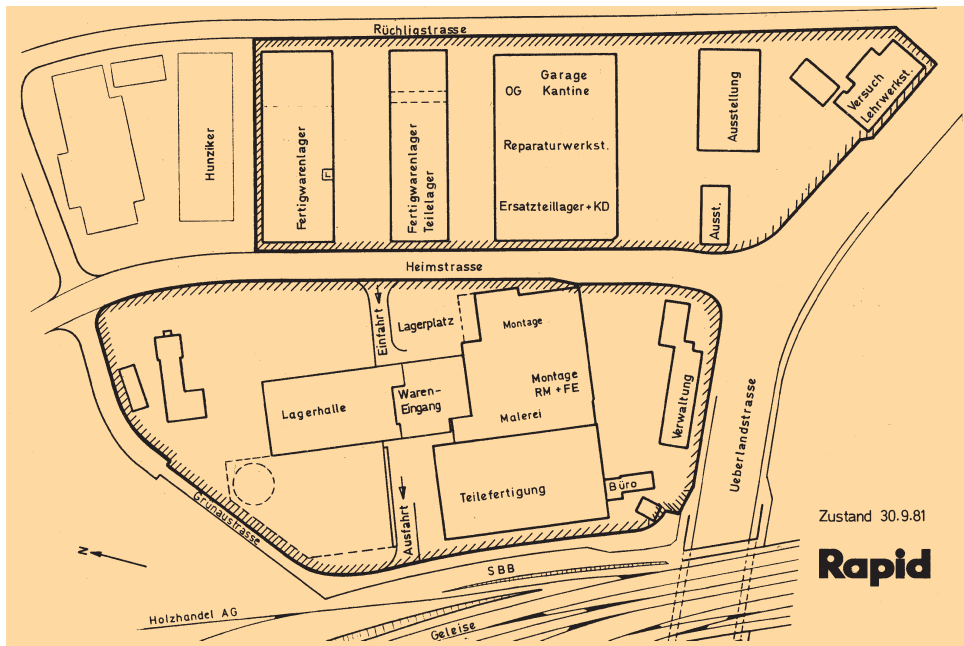 Rüchligstrasse
Hunziker
Fertigwarenlager
Fertigwarenlager
Teilelager
Garage
OG Kantine
Reparaturwerkst.
Ersatzteillager + KD
Ausstellung
Ausst.
Versuch
Lehrwerkst.
Heimstrasse
Einfahrt
Lagerplatz
Montage
Montage
RM + FE
Malerei
Lagerhalle
Waren-
Eingang
Verwaltung
Ueberlandstrasse
Teilefertigung
Büro
Ausfahrt
Grünaustrasse
N
SBB
Holzhandel AG
Geleise
Zustand 30.9.81
Rapid